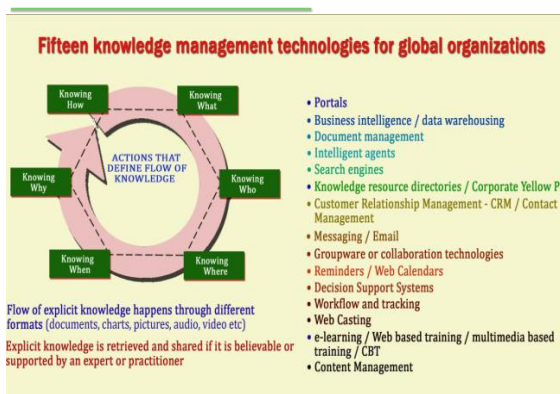 Fifteen knowledge management technologies for global organizations
Knowing
How
Knowing
What
Knowing
Why
ACTIONS THAT
DEFINE FLOW OF
KNOWLEDGE
Knowing
Who
Knowing
When
Knowing
Where
Flow of explicit knowledge happens through different
formats (documents, charts, pictures, audio, video etc)
Explicit knowledge is retrieved and shared if it is believable or
supported by an expert or practitioner
• Portals
• Business intelligence / data warehousing
• Document management
• Intelligent agents
• Search engines
• Knowledge resource directories / Corporate Yellow P
• Customer Relationship Management - CRM / Contact
Management
• Messaging / Email
• Groupware or collaboration technologies
• Reminders / Web Calendars
• Decision Support Systems
• Workflow and tracking
• Web Casting
• e-learning / Web based training / multimedia based
training / CBT
• Content Management